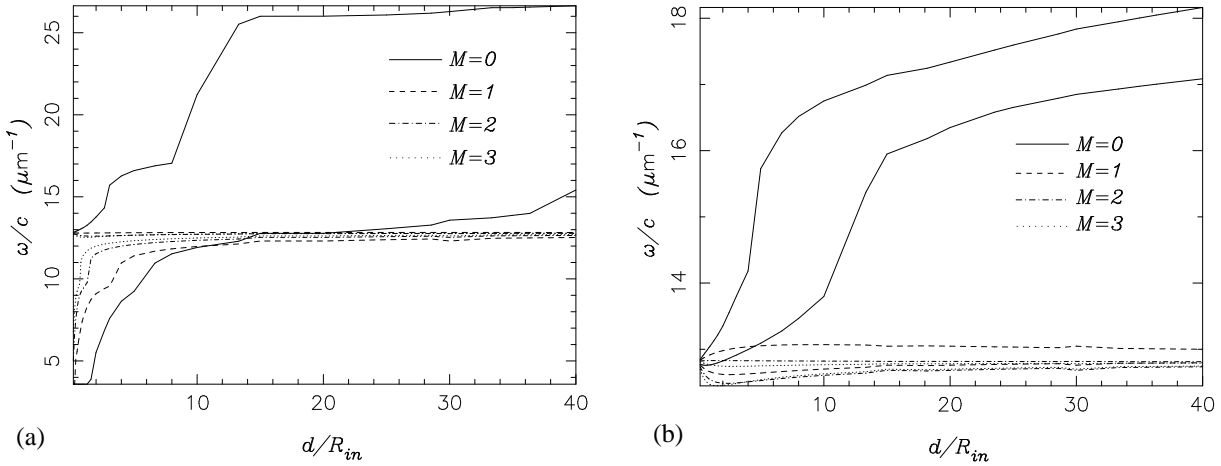 25
20
15
10
5
ω/c (μm⁻¹)
M=0
M=1
M=2
M=3
10
20
30
40
d/R_in
(a)
18
16
14
ω/c (μm⁻¹)
M=0
M=1
M=2
M=3
10
20
30
40
d/R_in
(b)